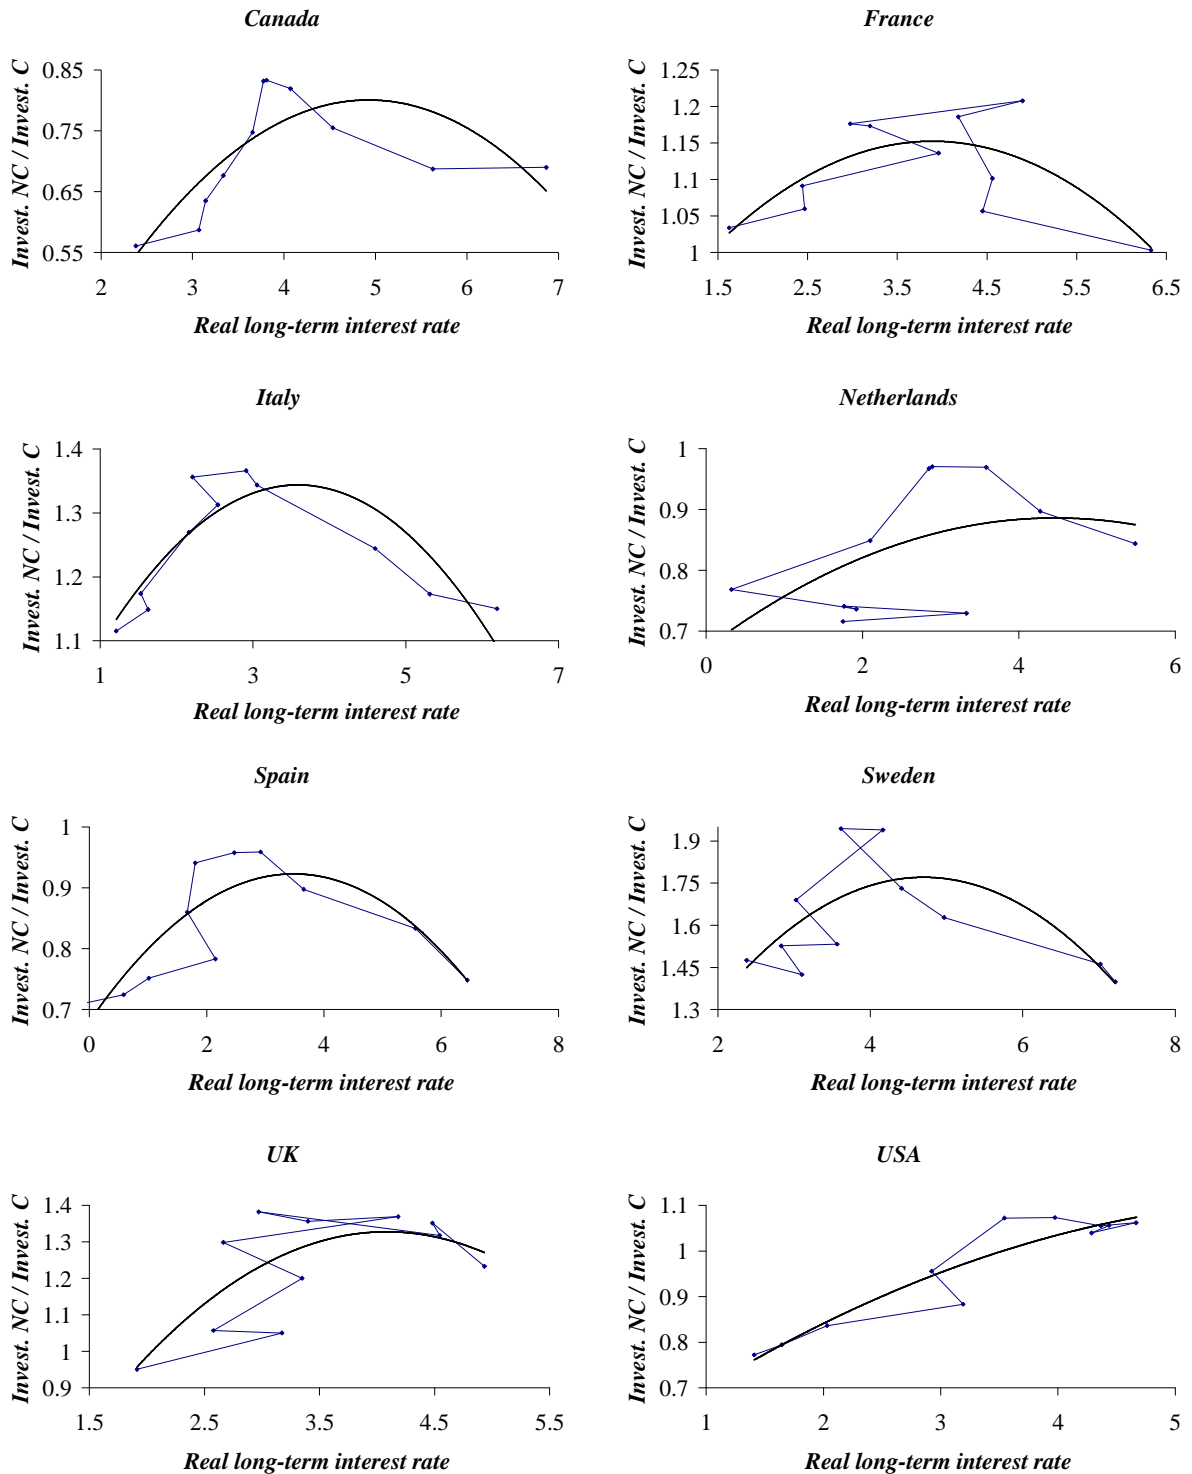 Canada
Invest. NC / Invest. C
0.85
0.75
0.65
0.55
2 3 4 5 6 7
Real long-term interest rate
France
Invest. NC / Invest. C
1.25
1.2
1.15
1.1
1.05
1
1.5 2.5 3.5 4.5 5.5 6.5
Real long-term interest rate
Italy
Invest. NC / Invest. C
1.4
1.3
1.2
1.1
1 3 5 7
Real long-term interest rate
Netherlands
Invest. NC / Invest. C
1
0.9
0.8
0.7
0 2 4 6
Real long-term interest rate
Spain
Invest. NC / Invest. C
1
0.9
0.8
0.7
0 2 4 6 8
Real long-term interest rate
Sweden
Invest. NC / Invest. C
1.9
1.75
1.6
1.45
1.3
2 4 6 8
Real long-term interest rate
UK
Invest. NC / Invest. C
1.4
1.3
1.2
1.1
1
0.9
1.5 2.5 3.5 4.5 5.5
Real long-term interest rate
USA
Invest. NC / Invest. C
1.1
1
0.9
0.8
0.7
1 2 3 4 5
Real long-term interest rate